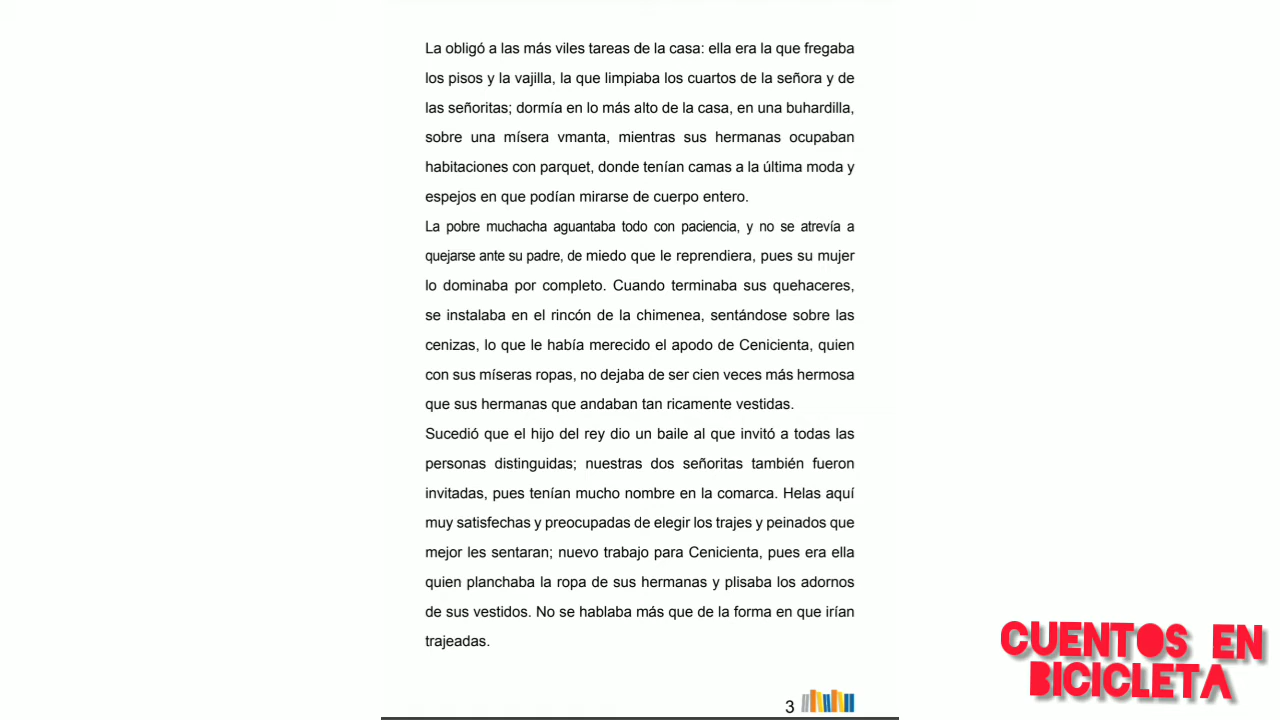 La obligó a las más viles tareas de la casa: ella era la que fregaba
los pisos y la vajilla, la que limpiaba los cuartos de la señora y de
las señoritas; dormía en lo más alto de la casa, en una buhardilla,
sobre una mísera vmanta, mientras sus hermanas ocupaban
habitaciones con parquet, donde tenían camas a la última moda y
espejos en que podían mirarse de cuerpo entero.
La pobre muchacha aguantaba todo con paciencia, y no se atrevía a
quejarse ante su padre, de miedo que le reprendiera, pues su mujer
lo dominaba por completo. Cuando terminaba sus quehaceres,
se instalaba en el rincón de la chimenea, sentándose sobre las
cenizas, lo que le había merecido el apodo de Cenicienta, quien
con sus míseras ropas, no dejaba de ser cien veces más hermosa
que sus hermanas que andaban tan ricamente vestidas.
Sucedió que el hijo del rey dio un baile al que invitó a todas las
personas distinguidas; nuestras dos señoritas también fueron
invitadas, pues tenían mucho nombre en la comarca. Helas aquí
muy satisfechas y preocupadas de elegir los trajes y peinados que
mejor les sentaran; nuevo trabajo para Cenicienta, pues era ella
quien planchaba la ropa de sus hermanas y plisaba los adornos
de sus vestidos. No se hablaba más que de la forma en que irían
trajeadas.
3
CUENTOS EN
BICICLETA